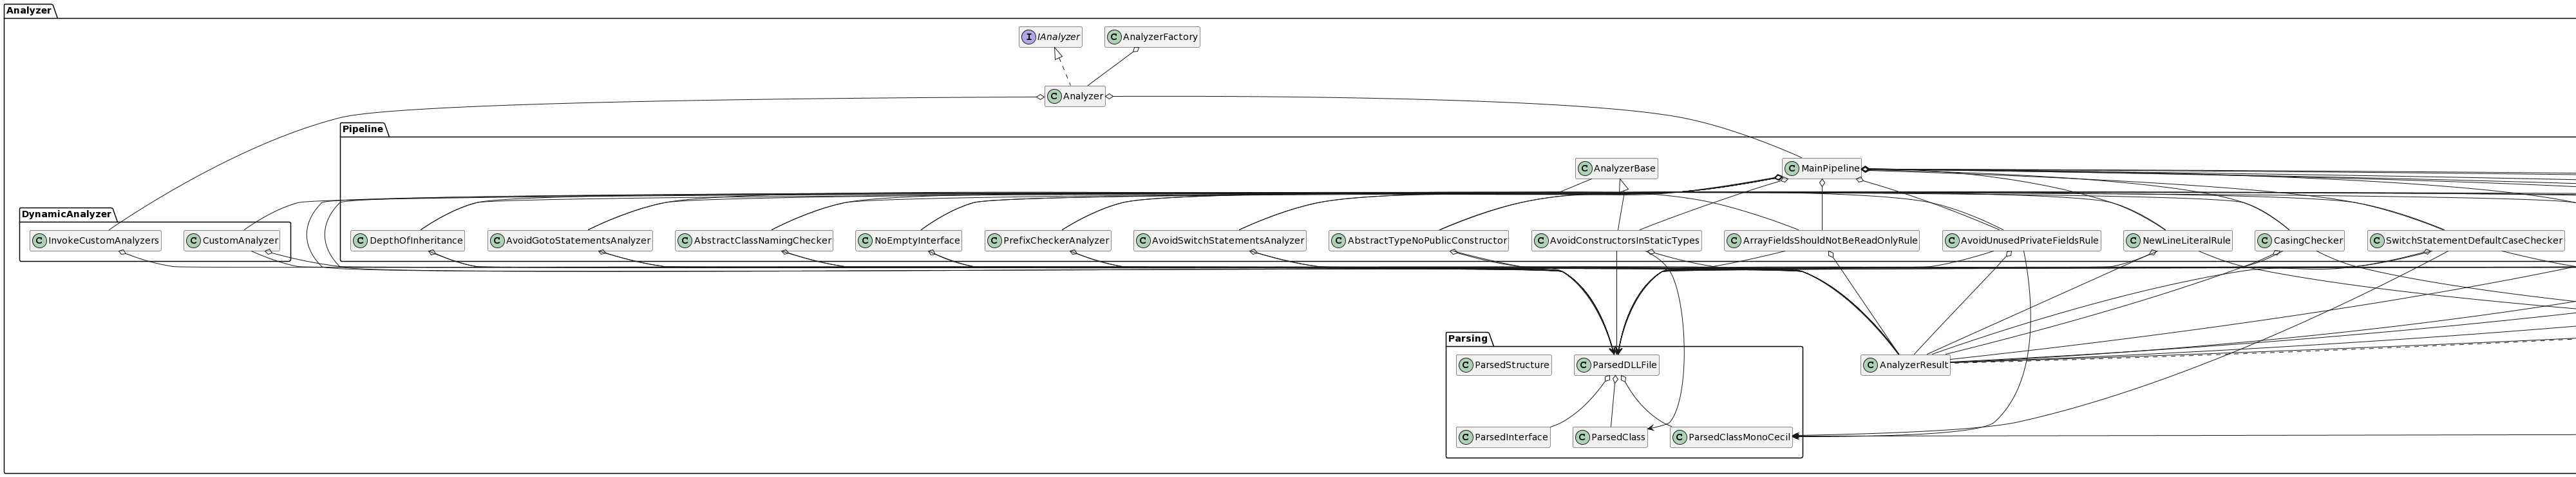 Analyzer
I IAnalyzer
C AnalyzerFactory
C Analyzer
Pipeline
C AnalyzerBase
C MainPipeline
DynamicAnalyzer
C InvokeCustomAnalyzers
C CustomAnalyzer
C DepthOfInheritance
C AvoidGotoStatementsAnalyzer
C AbstractClassNamingChecker
C NoEmptyInterface
C PrefixCheckerAnalyzer
C AvoidSwitchStatementsAnalyzer
C AbstractTypeNoPublicConstructor
C AvoidConstructorsInStaticTypes
C ArrayFieldsShouldNotBeReadOnlyRule
C AvoidUnusedPrivateFieldsRule
C NewLineLiteralRule
C CasingChecker
C SwitchStatementDefaultCaseChecker
Parsing
C ParsedStructure
C ParsedDLLFile
C AnalyzerResult
C ParsedInterface
C ParsedClass
C ParsedClassMonoCecil